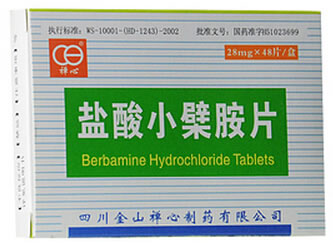 执行标准:WS-10001-(HD-1243)-2002
批准文号:国药准字H51023699
28mg×48片/盒
禅心
盐酸小檗胺片
Berbamine Hydrochloride Tablets
四川金山禅心制药有限公司